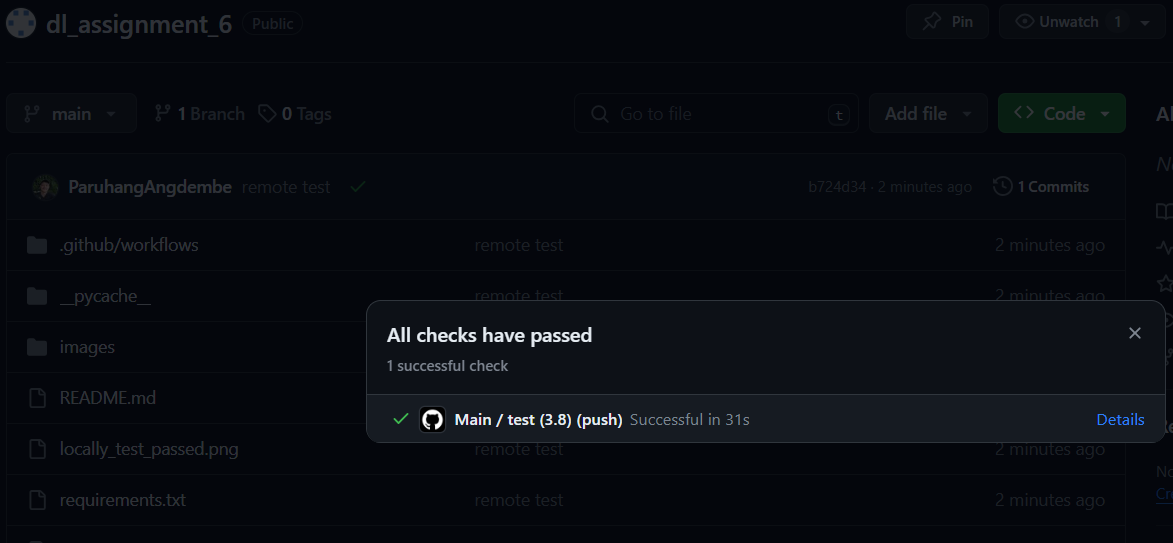 dl_assignment_6 Public Pin Unwatch 1
main 1 Branch 0 Tags Go to file t Add file Code
ParuhangAngdembe remote test b724d34 · 2 minutes ago 1 Commits
.github/workflows remote test 2 minutes ago
__pycache__ remote test 2 minutes ago
images
All checks have passed
1 successful check
README.md
Main / test (3.8) (push) Successful in 31s Details
locally_test_passed.png remote test 2 minutes ago
requirements.txt remote test 2 minutes ago